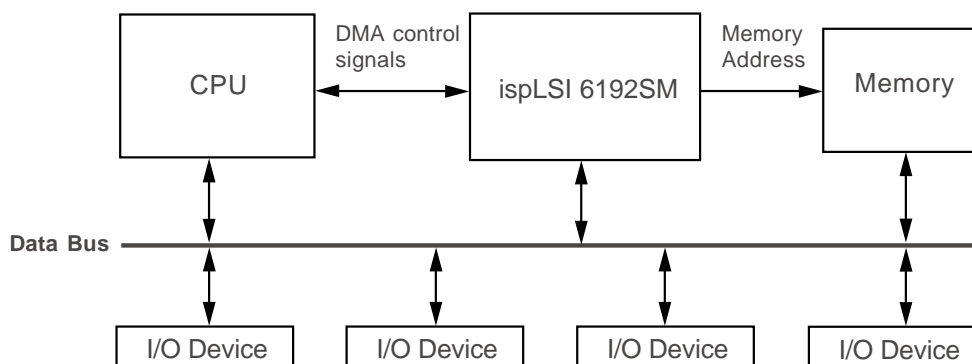 DMA control
signals
Memory
Address
CPU
ispLSI 6192SM
Memory
Data Bus
I/O Device
I/O Device
I/O Device
I/O Device